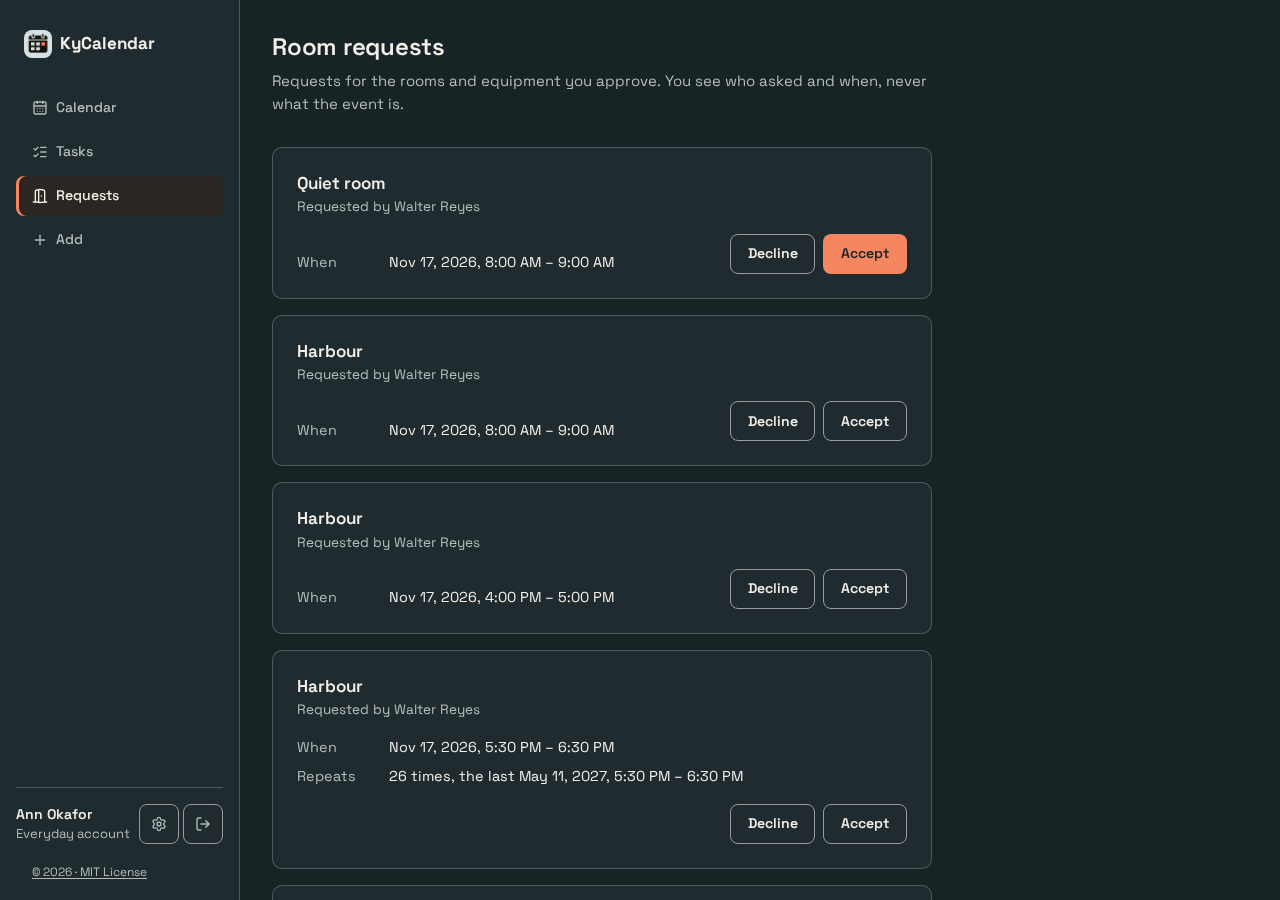 KyCalendar
Calendar
Tasks
Requests
Add
Ann Okafor
Everyday account
© 2026 · MIT License
Room requests
Requests for the rooms and equipment you approve. You see who asked and when, never
what the event is.
Quiet room
Requested by Walter Reyes
When Nov 17, 2026, 8:00 AM – 9:00 AM
Decline Accept
Harbour
Requested by Walter Reyes
When Nov 17, 2026, 8:00 AM – 9:00 AM
Decline Accept
Harbour
Requested by Walter Reyes
When Nov 17, 2026, 4:00 PM – 5:00 PM
Decline Accept
Harbour
Requested by Walter Reyes
When Nov 17, 2026, 5:30 PM – 6:30 PM
Repeats 26 times, the last May 11, 2027, 5:30 PM – 6:30 PM
Decline Accept